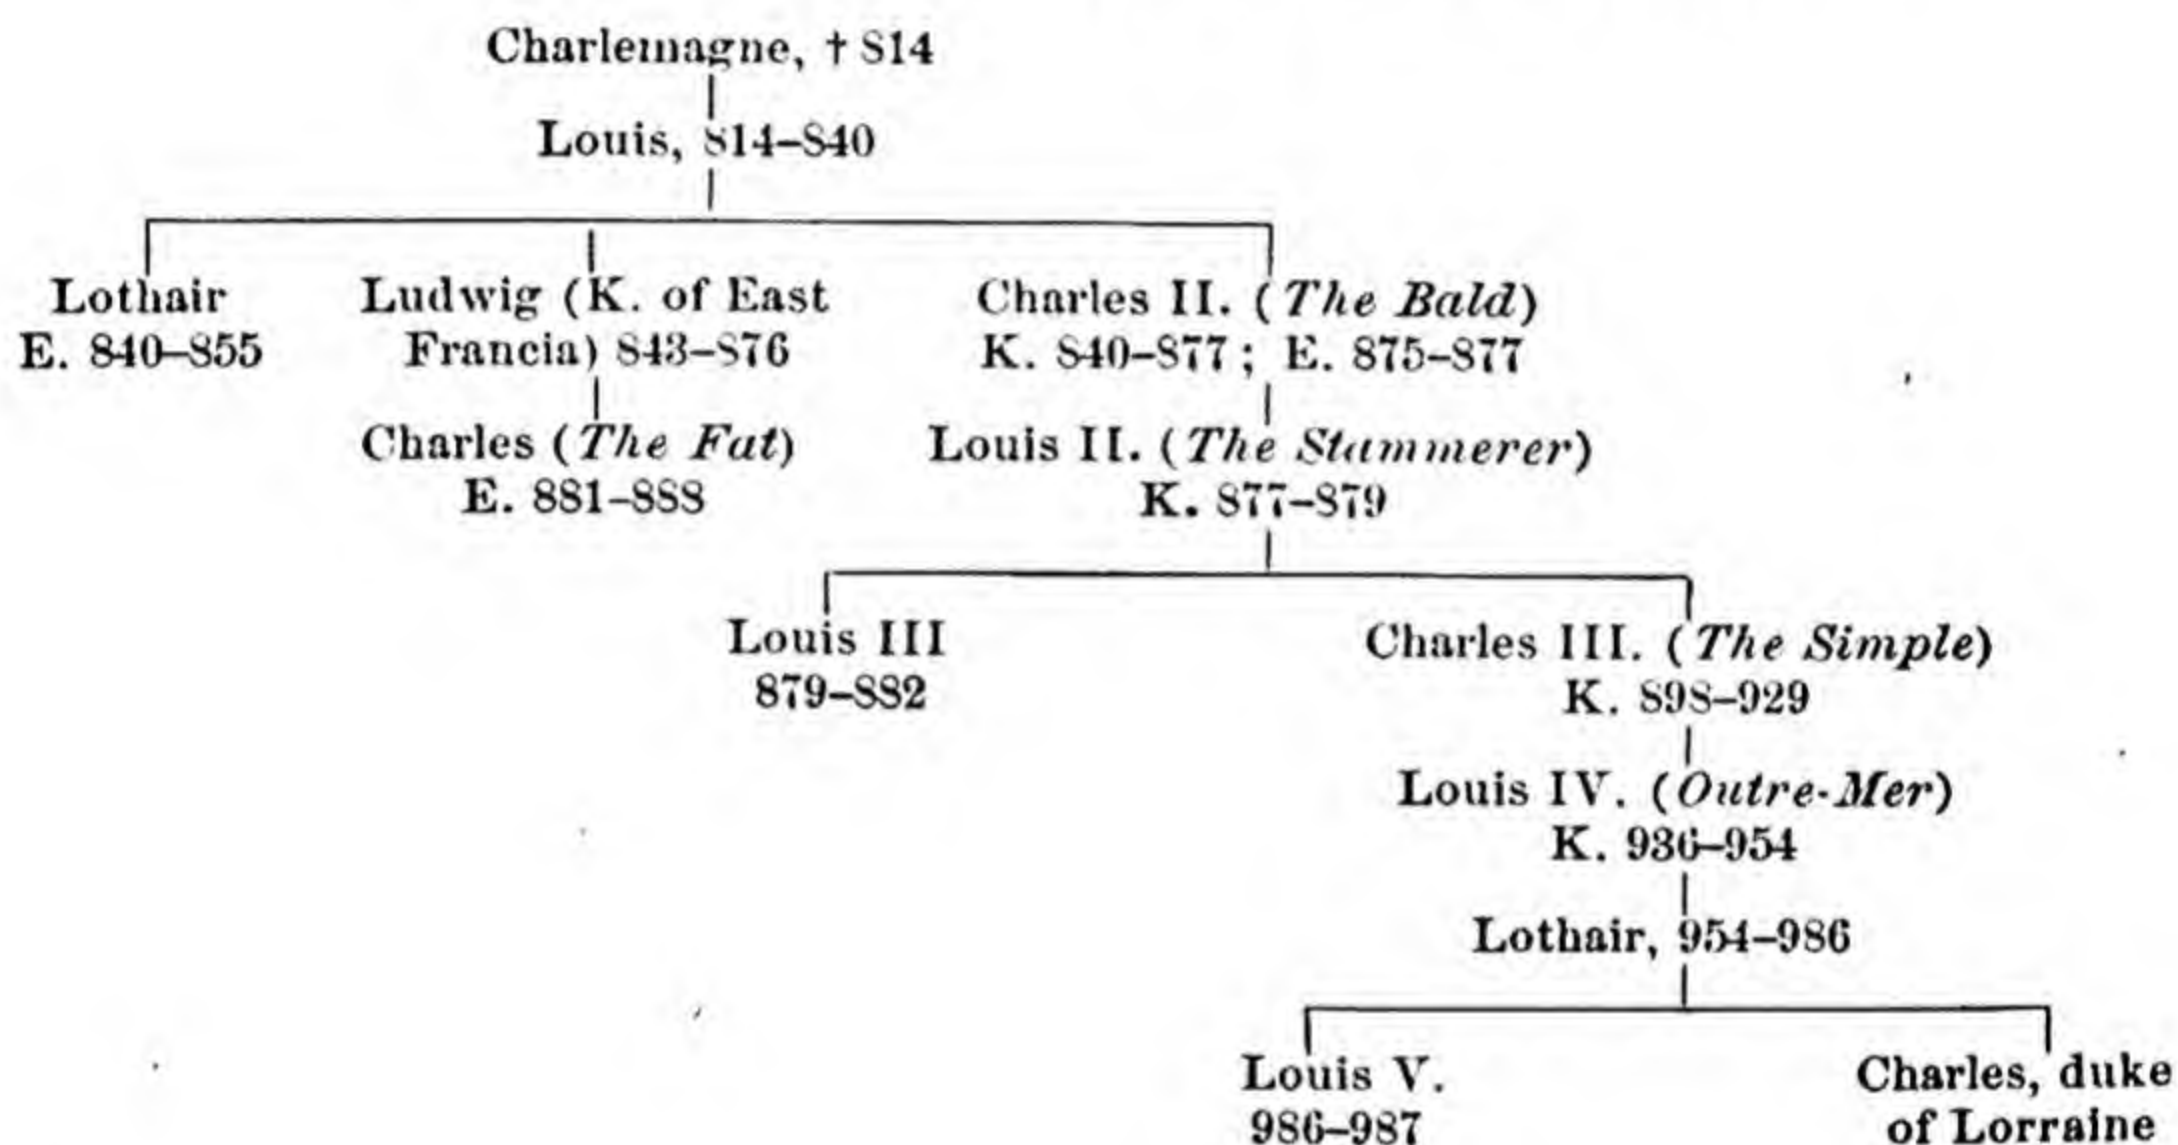 Charlemagne, † 814
Louis, 814–840
Lothair
E. 840–855
Ludwig (K. of East
Francia) 843–876
Charles II. (The Bald)
K. 840–877; E. 875–877
Charles (The Fat)
E. 881–888
Louis II. (The Stammerer)
K. 877–879
Louis III
879–882
Charles III. (The Simple)
K. 898–929
Louis IV. (Outre-Mer)
K. 936–954
Lothair, 954–986
Louis V.
986–987
Charles, duke
of Lorraine